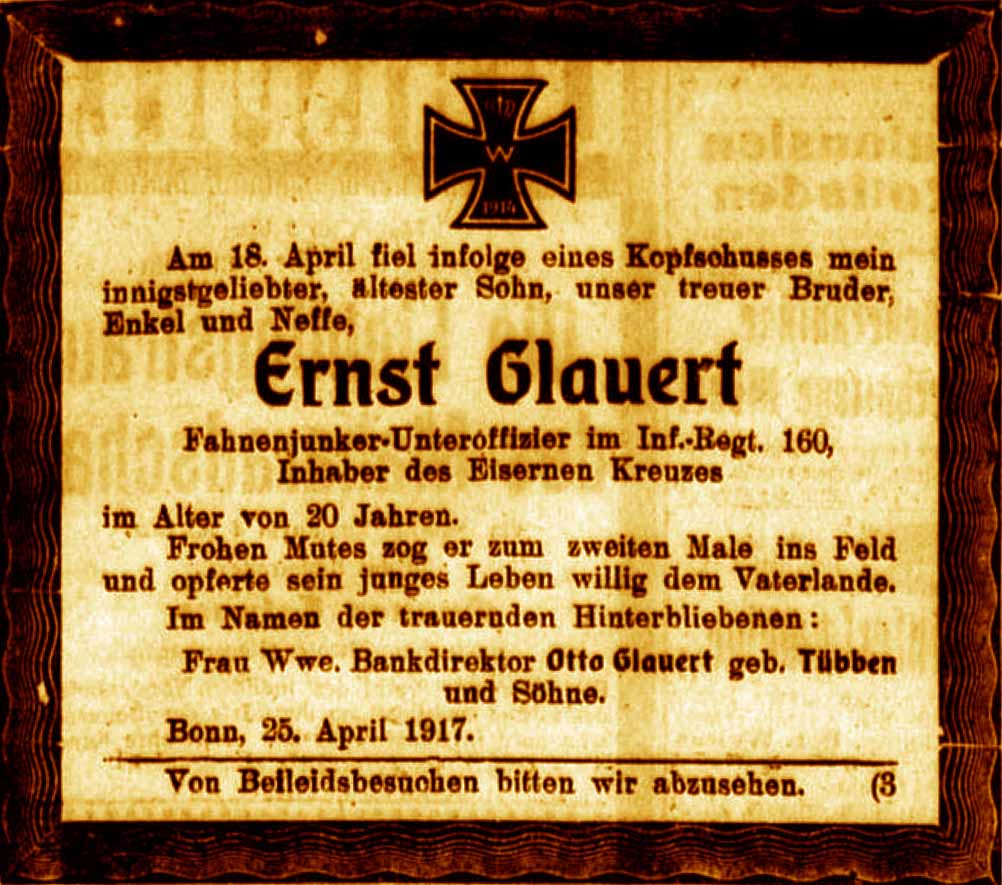 W
1914
Am 18. April fiel infolge eines Kopfschusses mein
innigstgeliebter, ältester Sohn, unser treuer Bruder,
Enkel und Neffe,
Ernst Glauert
Fahnenjunker-Unteroffizier im Inf.-Regt. 160,
Inhaber des Eisernen Kreuzes
im Alter von 20 Jahren.
Frohen Mutes zog er zum zweiten Male ins Feld
und opferte sein junges Leben willig dem Vaterlande.
Im Namen der trauernden Hinterbliebenen:
Frau Wwe. Bankdirektor Otto Glauert geb. Tübben
und Söhne.
Bonn, 25. April 1917.
Von Beileidsbesuchen bitten wir abzusehen. (3